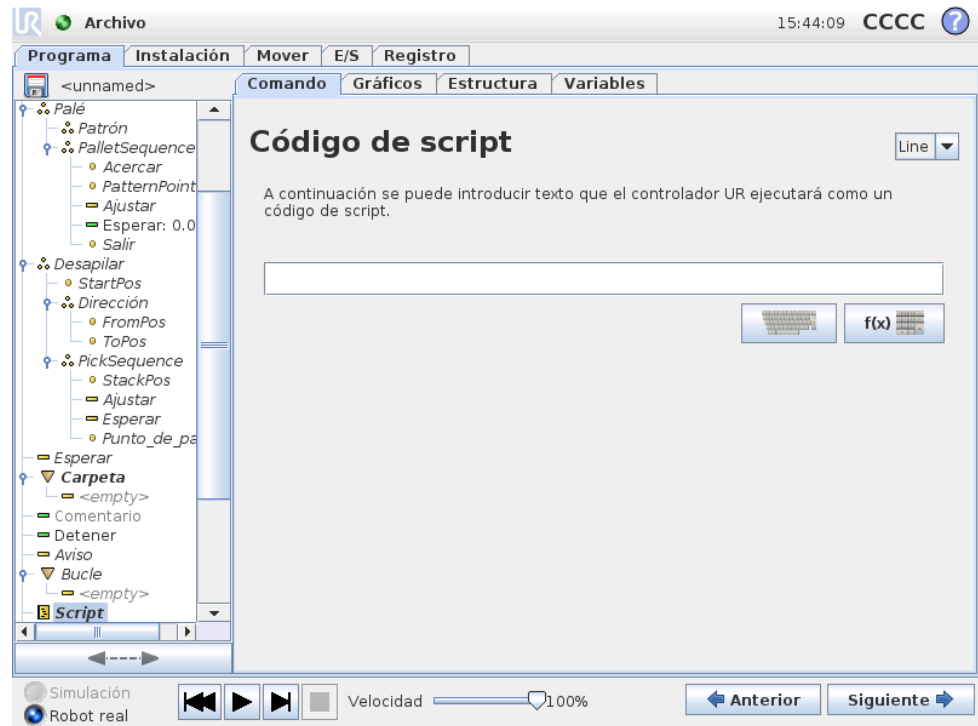 UR Archivo 15:44:09 CCCC ?
Programa Instalación Mover E/S Registro
<unnamed>
Comando Gráficos Estructura Variables
Palé
Patrón
PalletSequence
Acercar
PatternPoint
Ajustar
Esperar: 0.0
Salir
Desapilar
StartPos
Dirección
FromPos
ToPos
PickSequence
StackPos
Ajustar
Esperar
Punto_de_pa
Esperar
Carpeta
<empty>
Comentario
Detener
Aviso
Bucle
<empty>
Script
Código de script
Line
A continuación se puede introducir texto que el controlador UR ejecutará como un
código de script.
f(x)
Simulación
Robot real
Velocidad 100%
Anterior Siguiente